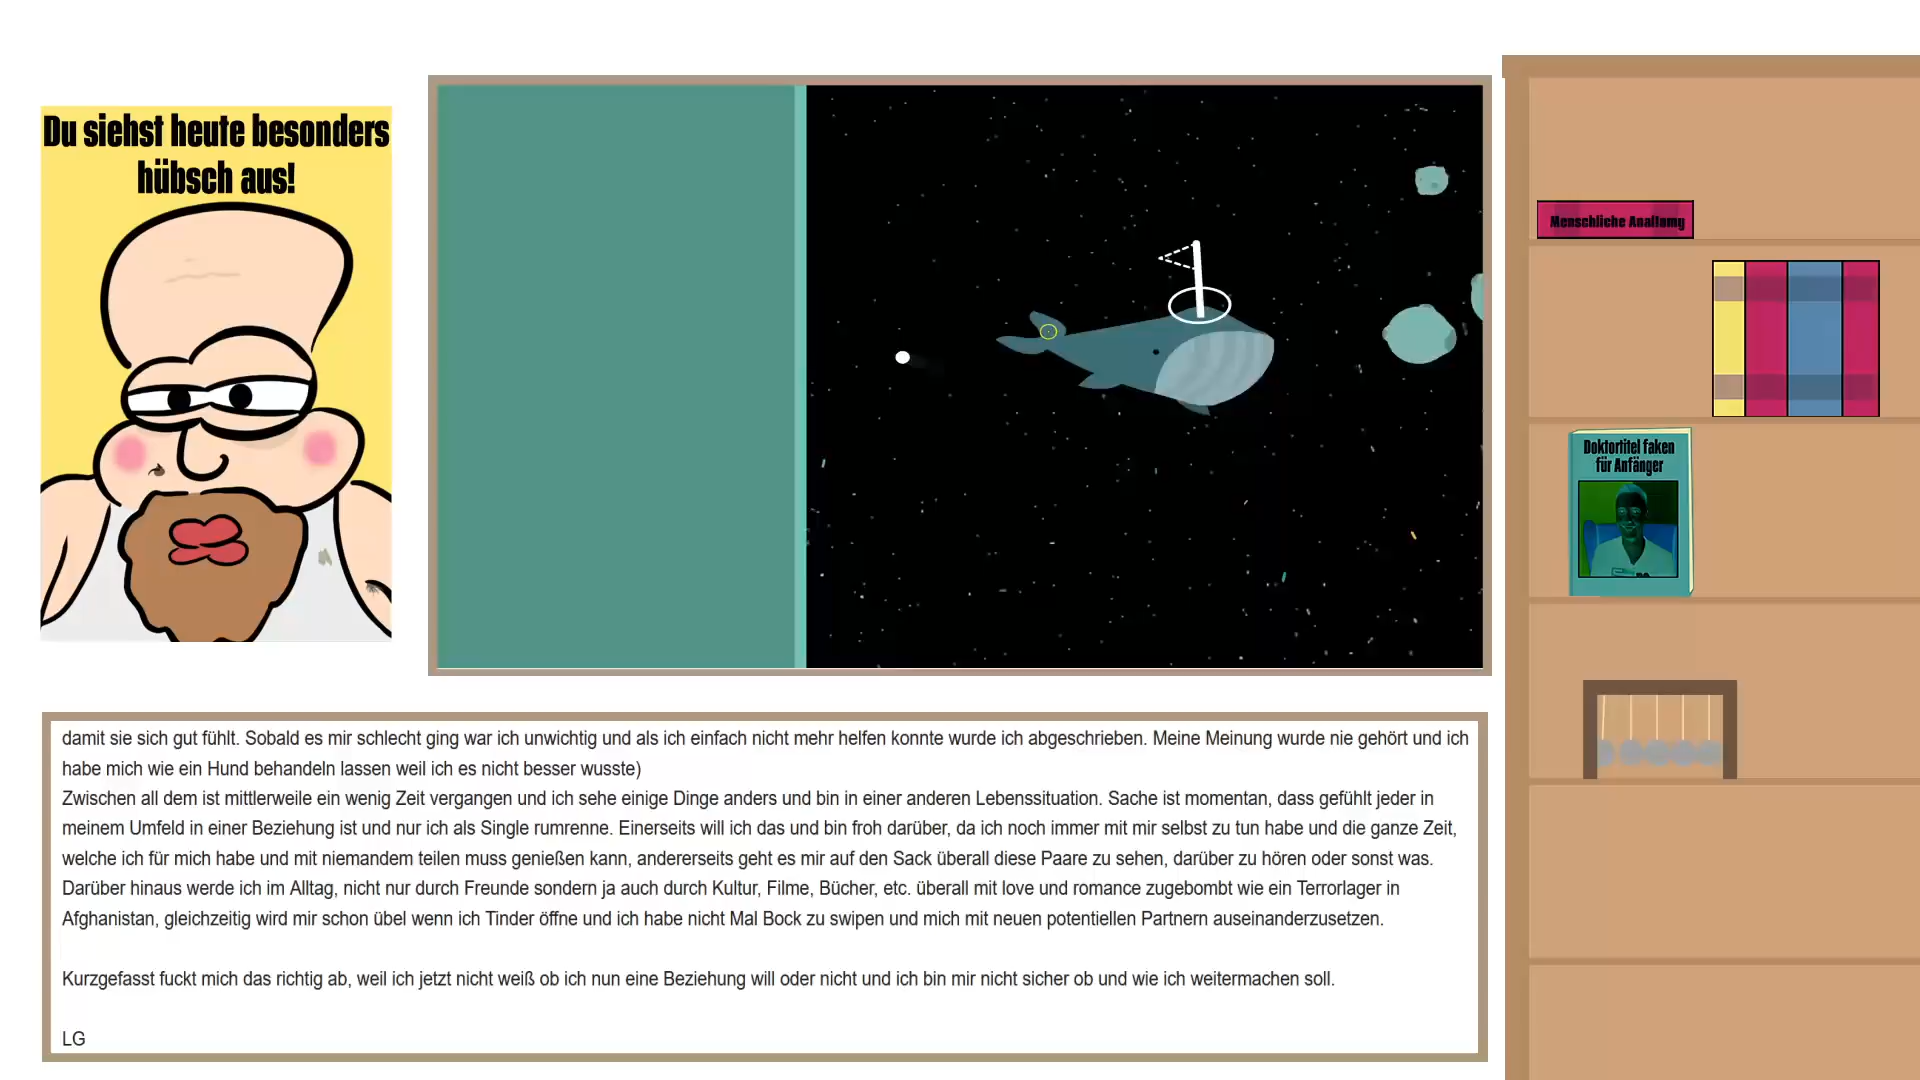 Du siehst heute besonders
hübsch aus!
Menschliche Anatlumy
Doktortitel faken
für Anfänger
damit sie sich gut fühlt. Sobald es mir schlecht ging war ich unwichtig und als ich einfach nicht mehr helfen konnte wurde ich abgeschrieben. Meine Meinung wurde nie gehört und ich
habe mich wie ein Hund behandeln lassen weil ich es nicht besser wusste)
Zwischen all dem ist mittlerweile ein wenig Zeit vergangen und ich sehe einige Dinge anders und bin in einer anderen Lebenssituation. Sache ist momentan, dass gefühlt jeder in
meinem Umfeld in einer Beziehung ist und nur ich als Single rumrenne. Einerseits will ich das und bin froh darüber, da ich noch immer mit mir selbst zu tun habe und die ganze Zeit,
welche ich für mich habe und mit niemandem teilen muss genießen kann, andererseits geht es mir auf den Sack überall diese Paare zu sehen, darüber zu hören oder sonst was.
Darüber hinaus werde ich im Alltag, nicht nur durch Freunde sondern ja auch durch Kultur, Filme, Bücher, etc. überall mit love und romance zugebombt wie ein Terrorlager in
Afghanistan, gleichzeitig wird mir schon übel wenn ich Tinder öffne und ich habe nicht Mal Bock zu swipen und mich mit neuen potentiellen Partnern auseinanderzusetzen.
Kurzgefasst fuckt mich das richtig ab, weil ich jetzt nicht weiß ob ich nun eine Beziehung will oder nicht und ich bin mir nicht sicher ob und wie ich weitermachen soll.
LG